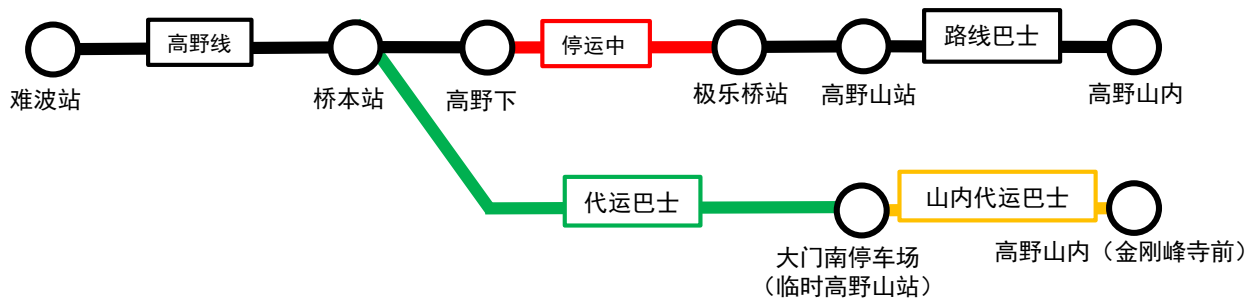 高野线
停运中
路线巴士
难波站
桥本站
高野下
极乐桥站
高野山站
高野山内
代运巴士
山内代运巴士
大门南停车场
（临时高野山站）
高野山内（金刚峰寺前）